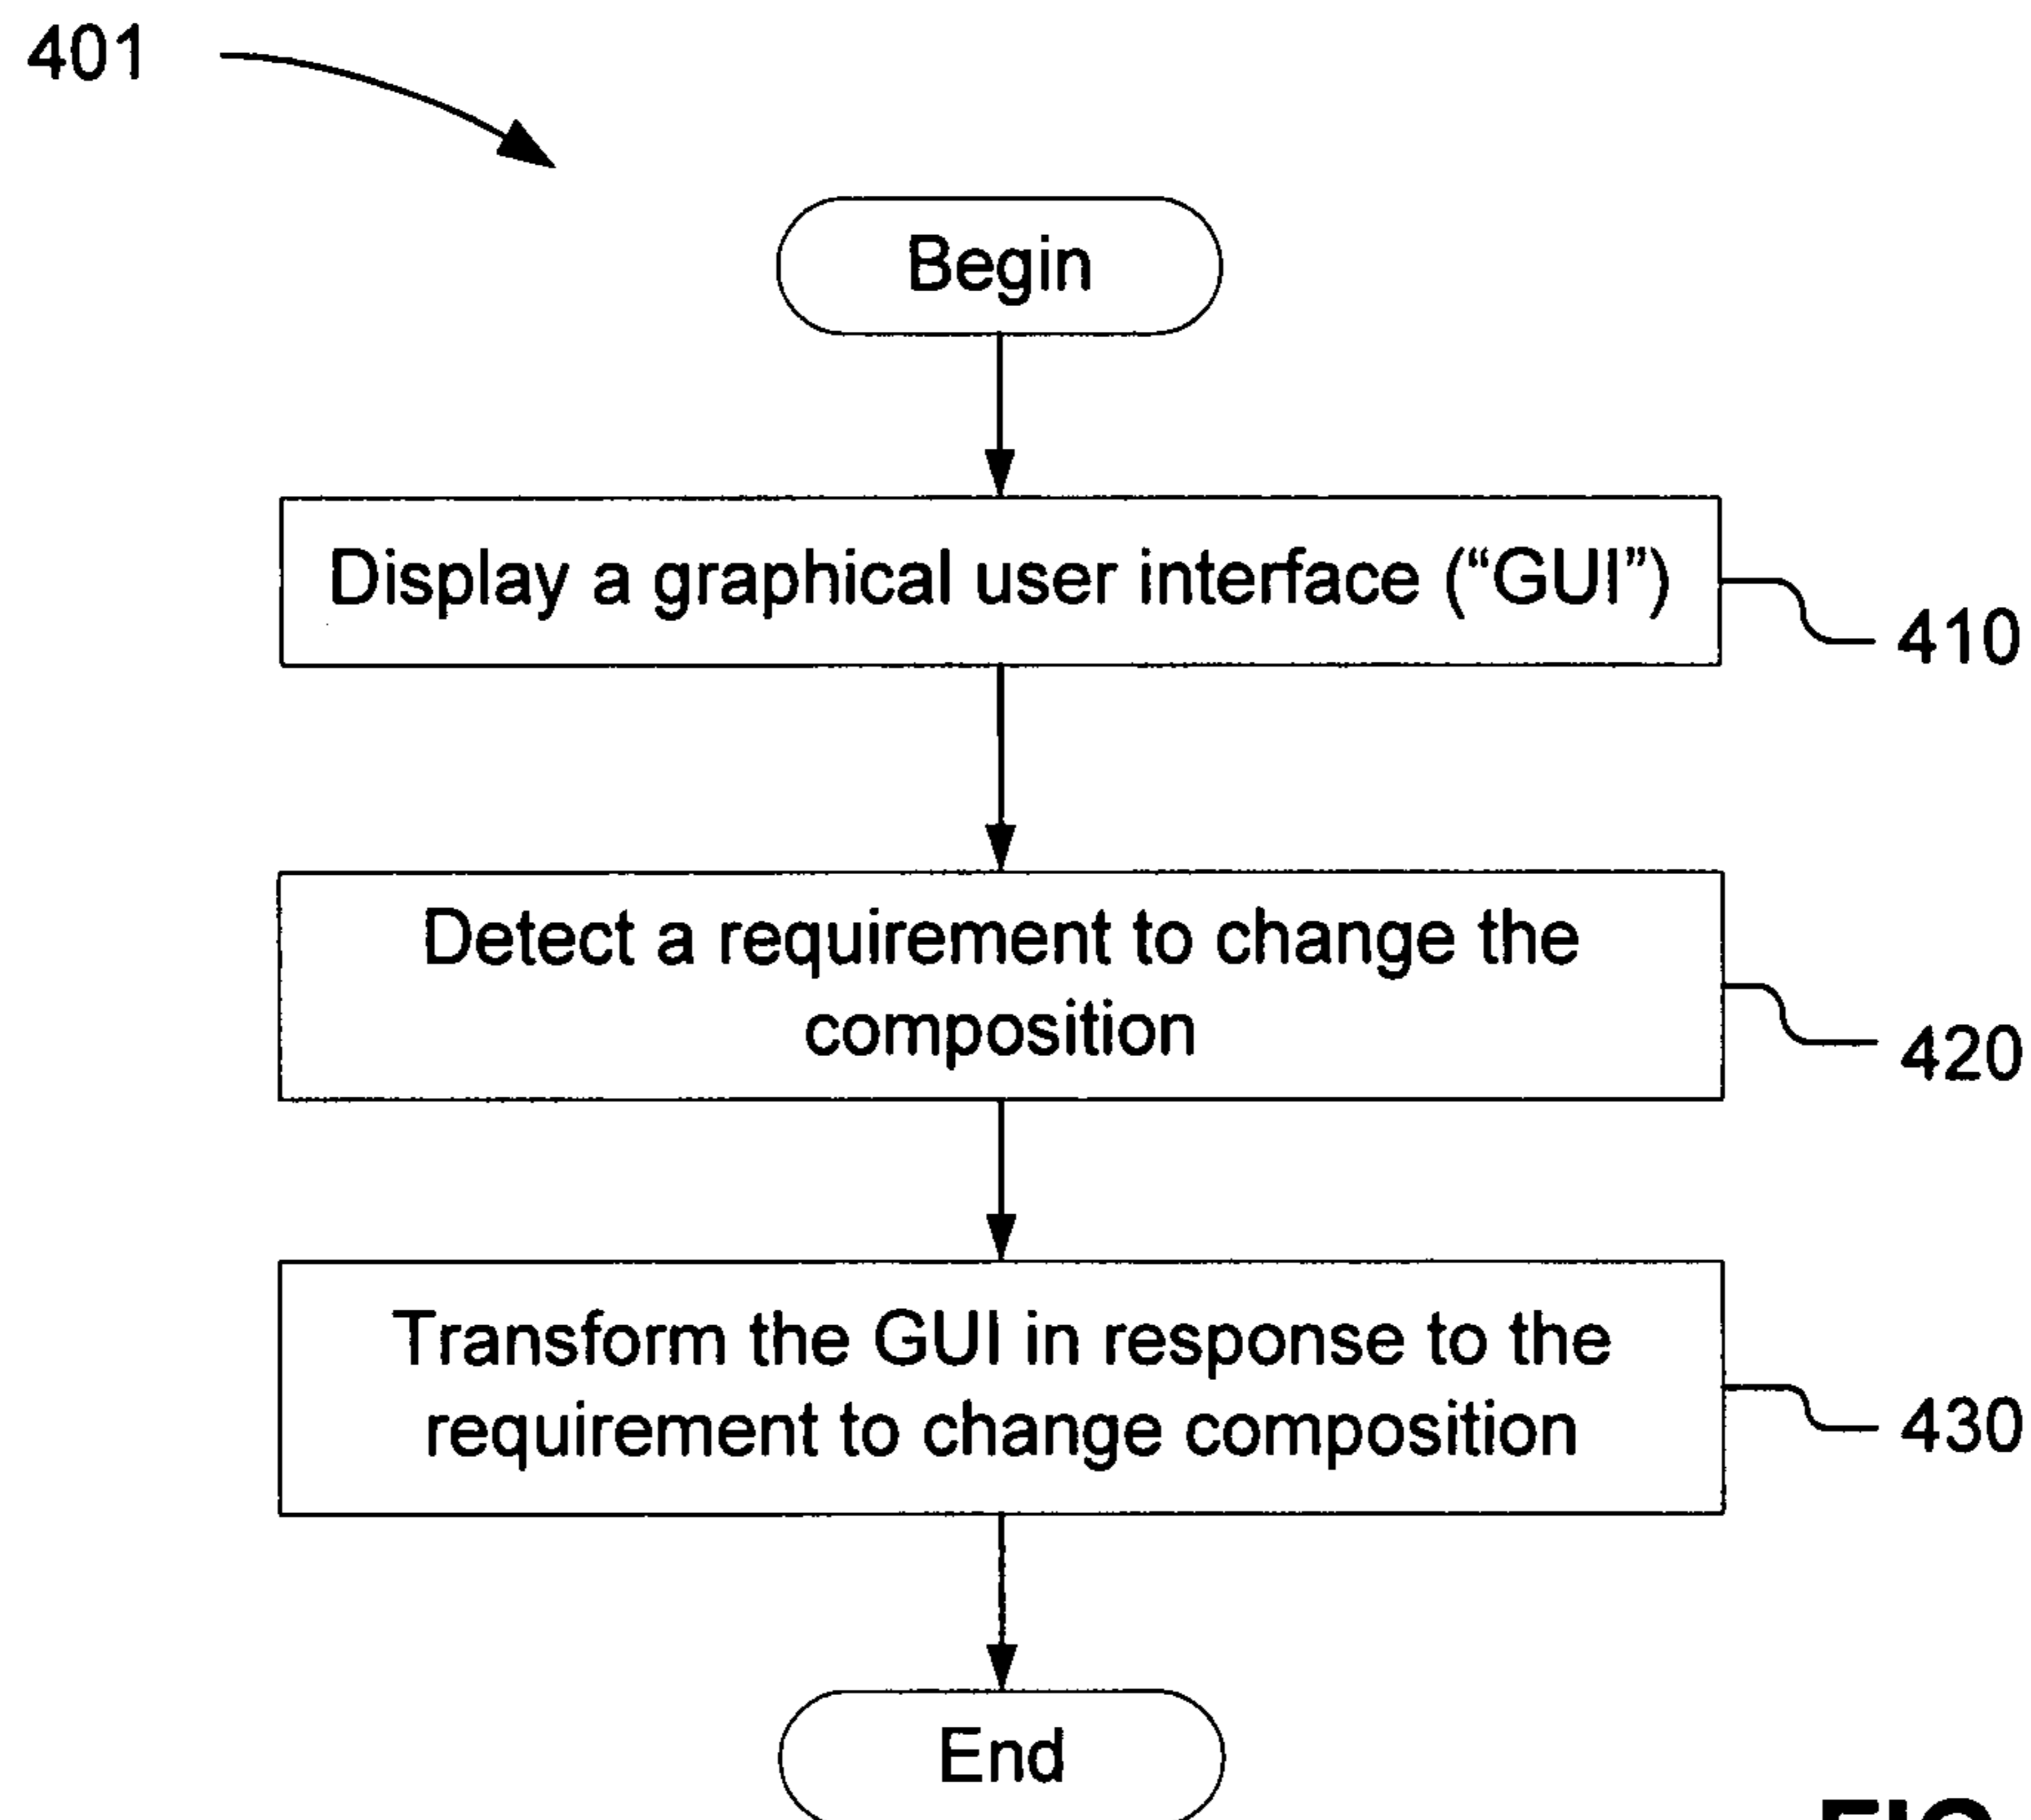 401
Begin
Display a graphical user interface (“GUI”)
410
Detect a requirement to change the
composition
420
Transform the GUI in response to the
requirement to change composition
430
End